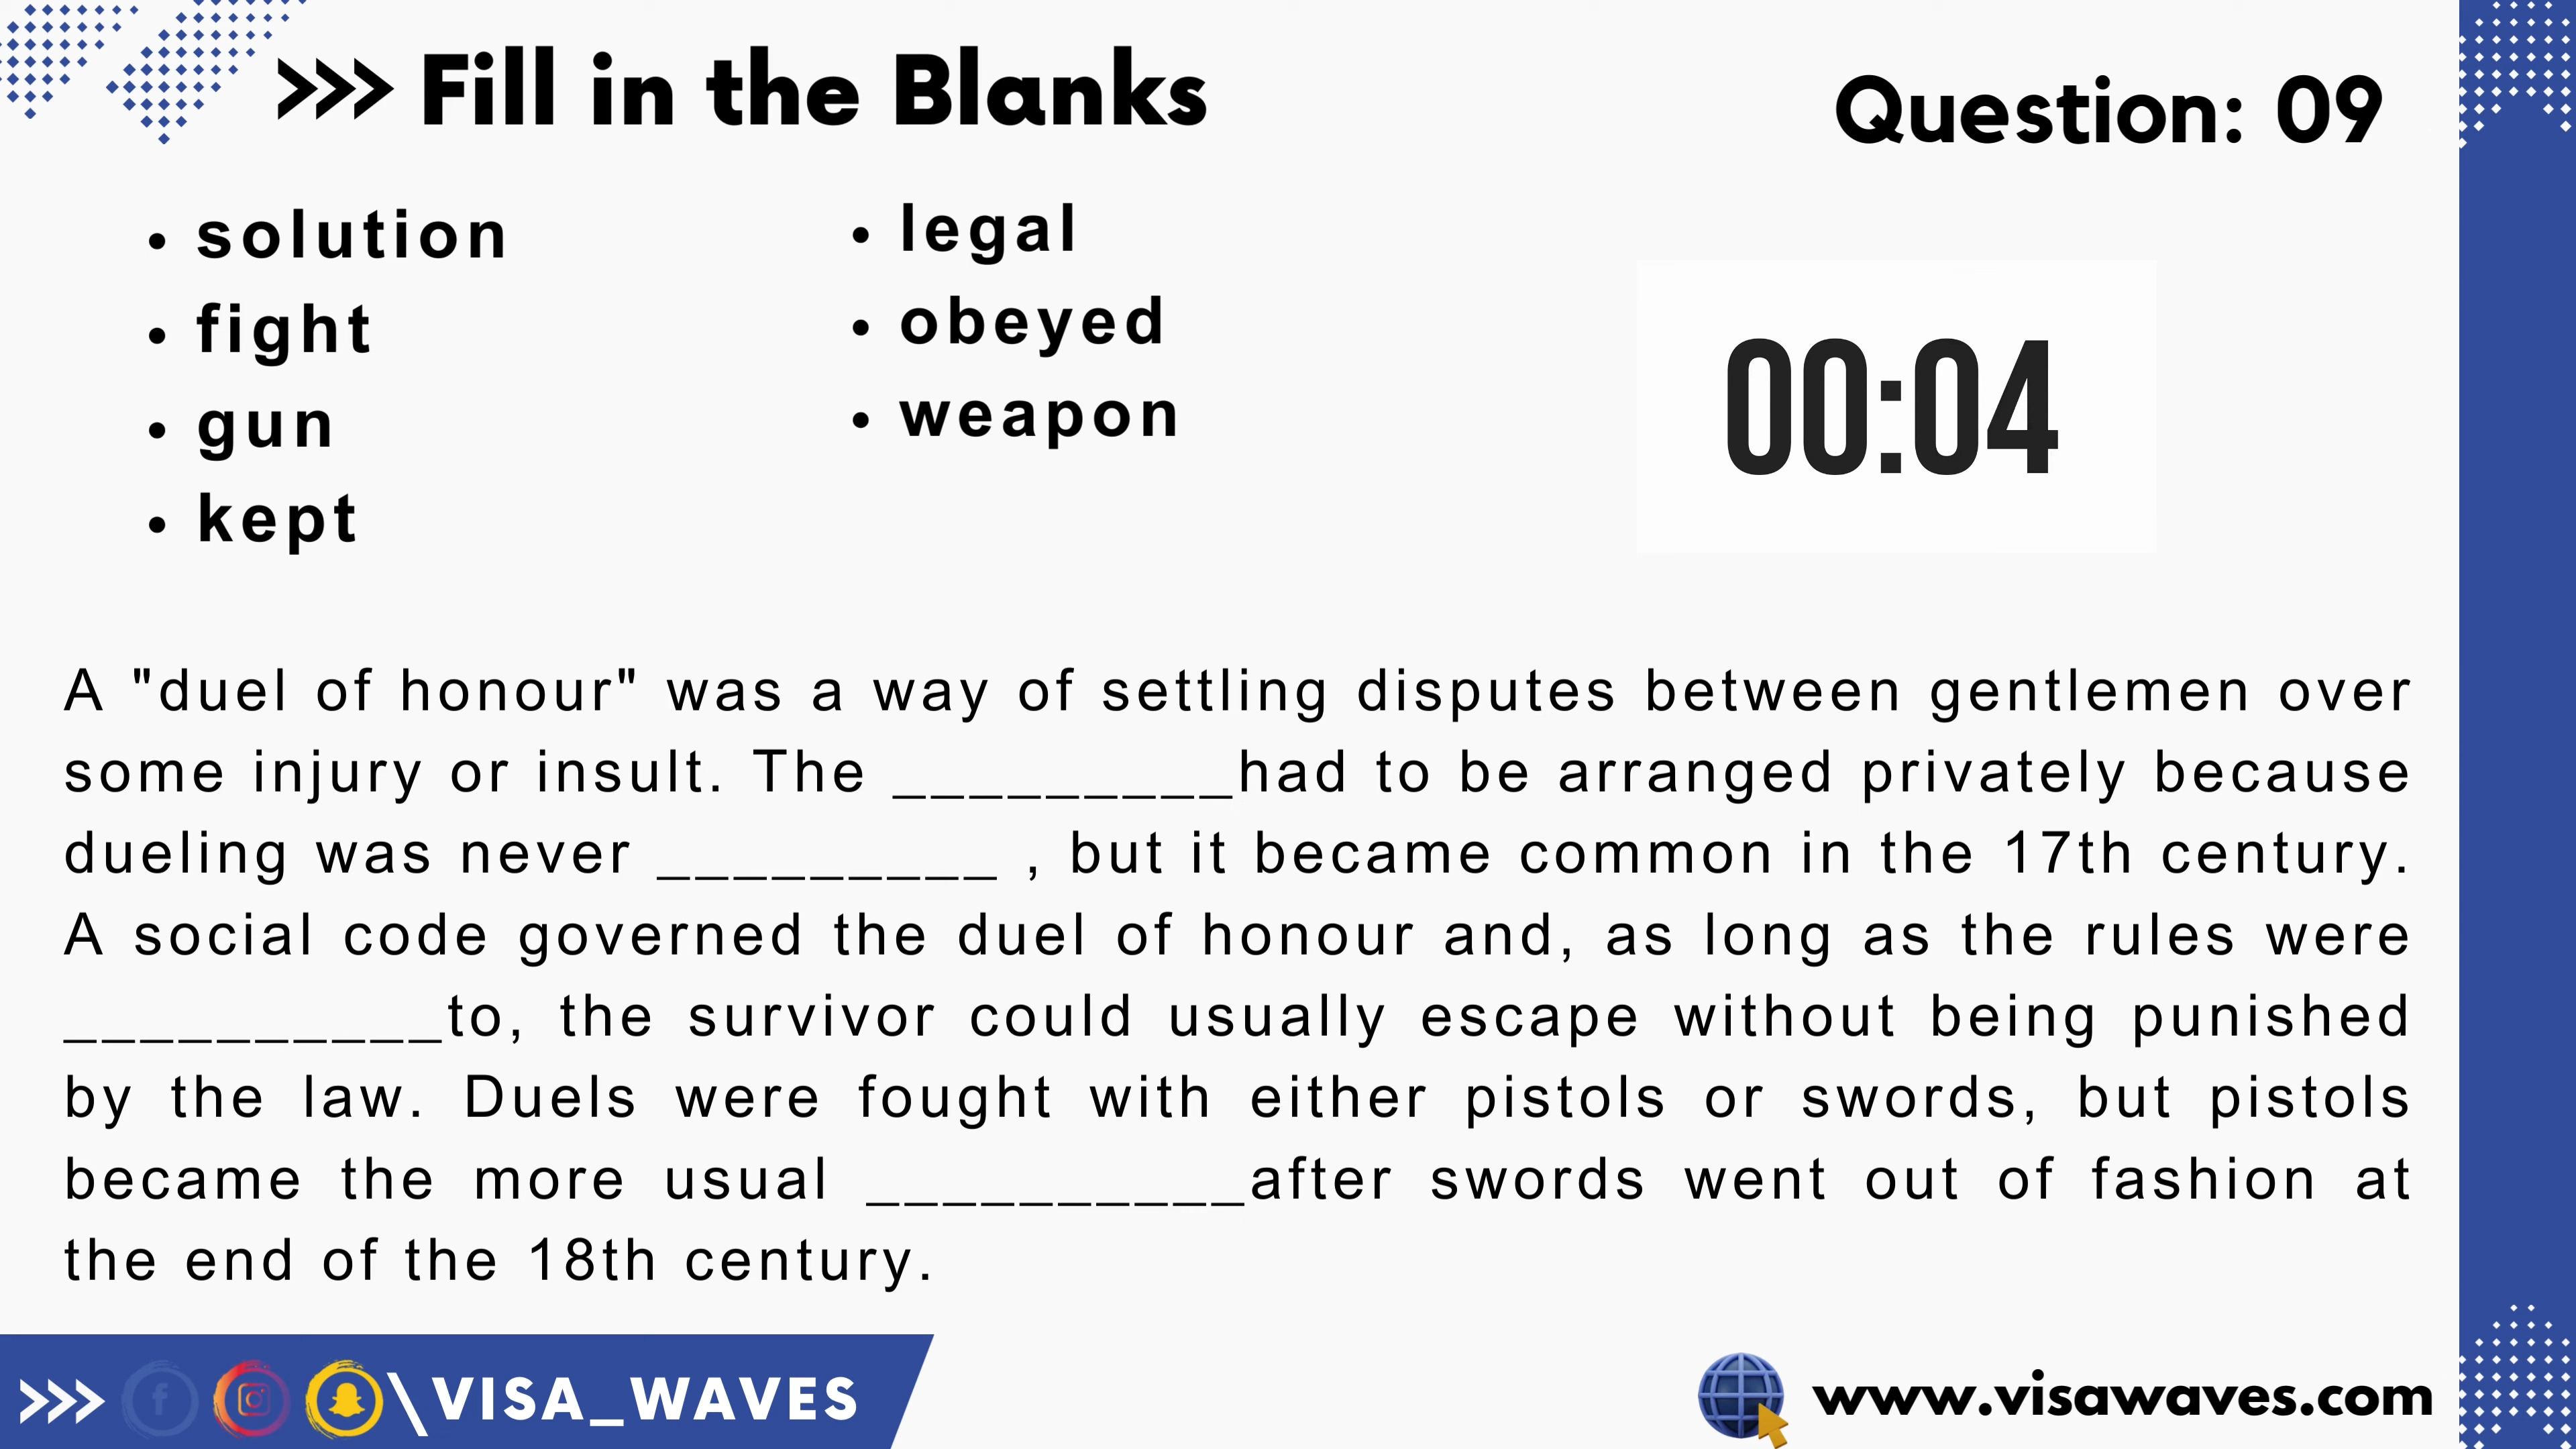 >>> Fill in the Blanks
Question: 09
• solution
• fight
• gun
• kept
• legal
• obeyed
• weapon
00:04
A "duel of honour" was a way of settling disputes between gentlemen over
some injury or insult. The _________had to be arranged privately because
dueling was never _________ , but it became common in the 17th century.
A social code governed the duel of honour and, as long as the rules were
__________to, the survivor could usually escape without being punished
by the law. Duels were fought with either pistols or swords, but pistols
became the more usual __________after swords went out of fashion at
the end of the 18th century.
>>> \VISA_WAVES
www.visawaves.com